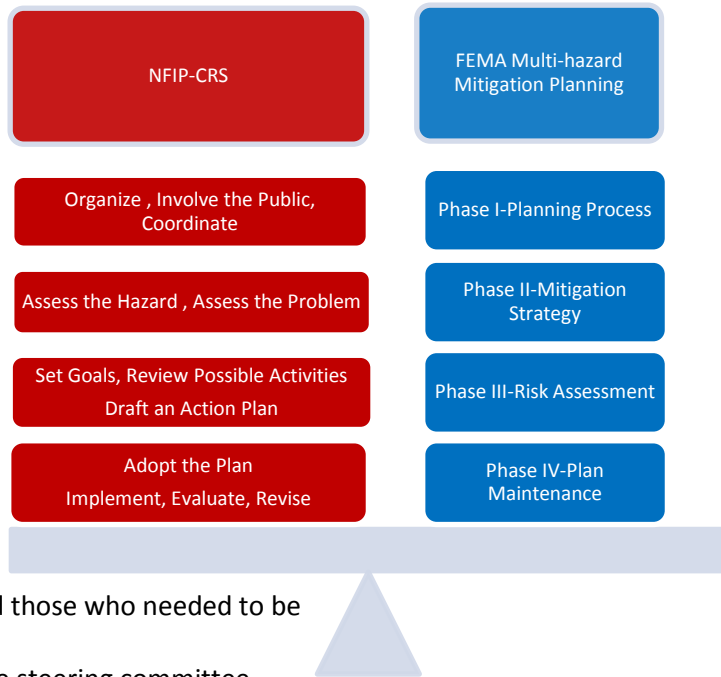 NFIP-CRS
FEMA Multi-hazard
Mitigation Planning
Organize , Involve the Public,
Coordinate
Phase I-Planning Process
Assess the Hazard , Assess the Problem
Phase II-Mitigation
Strategy
Set Goals, Review Possible Activities
Draft an Action Plan
Phase III-Risk Assessment
Adopt the Plan
Implement, Evaluate, Revise
Phase IV-Plan
Maintenance
those who needed to be
steering committee